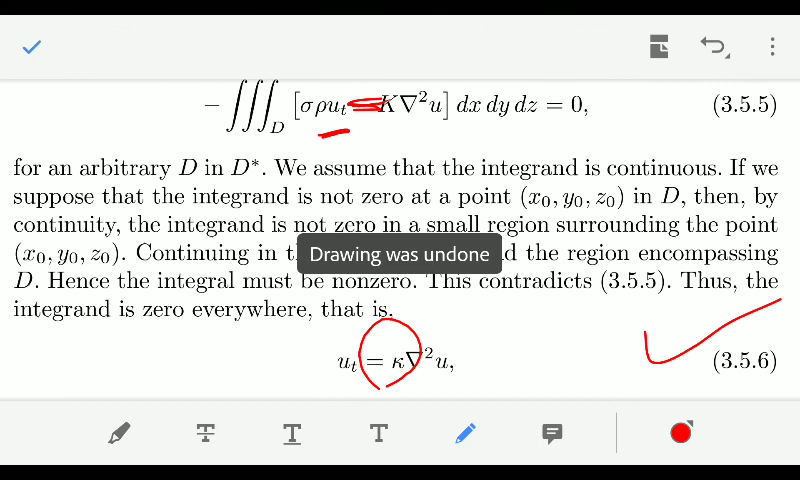 − ∭_D [σρu_t K∇²u] dx dy dz = 0, (3.5.5)
for an arbitrary D in D*. We assume that the integrand is continuous. If we
suppose that the integrand is not zero at a point (x₀, y₀, z₀) in D, then, by
continuity, the integrand is not zero in a small region surrounding the point
(x₀, y₀, z₀). Continuing in d the region encompassing
Drawing was undone
D. Hence the integral must be nonzero. This contradicts (3.5.5). Thus, the
integrand is zero everywhere, that is.
u_t = κ∇²u, (3.5.6)
T
T
T